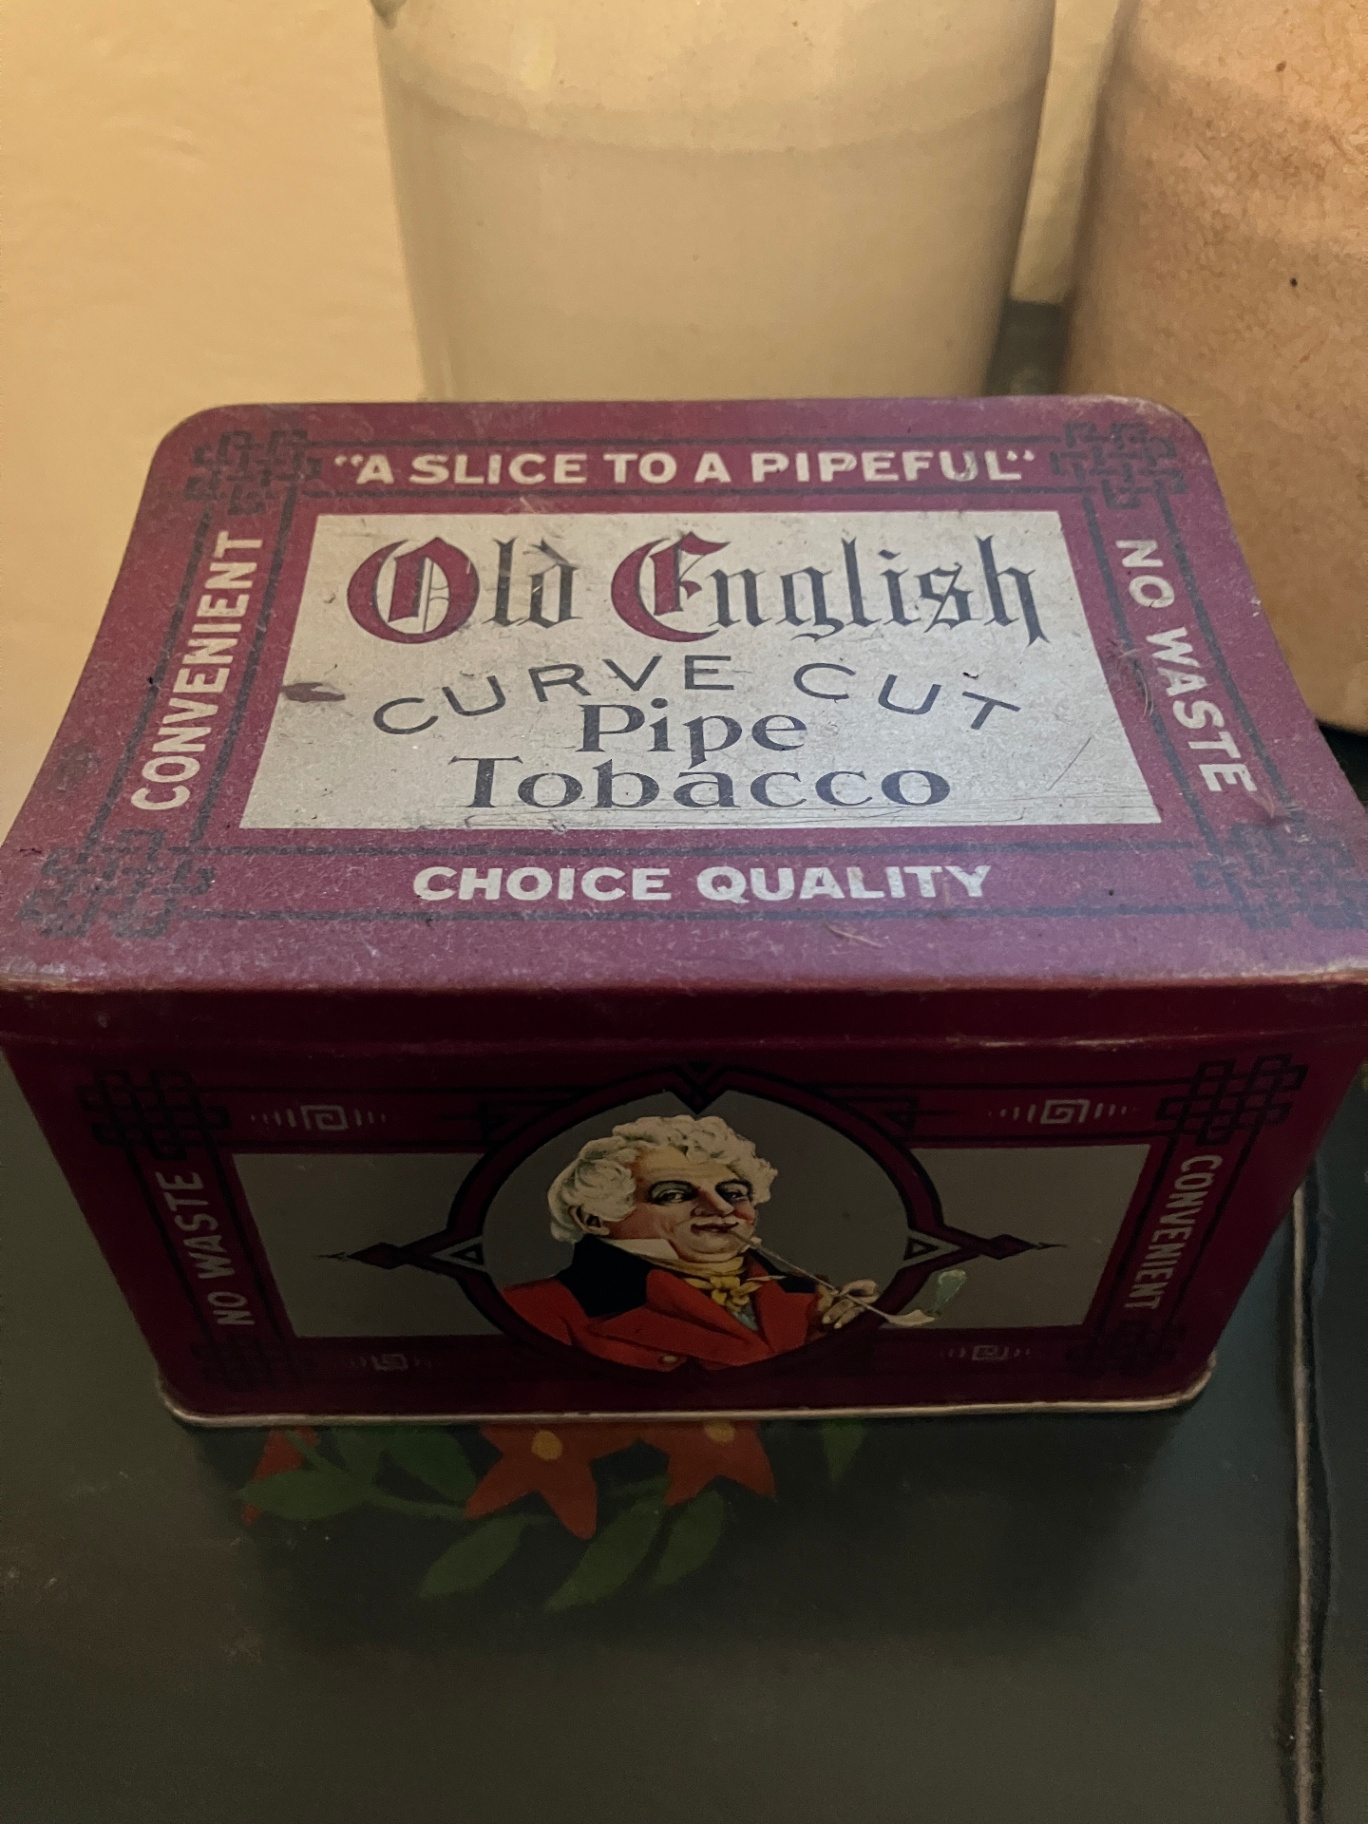 "A SLICE TO A PIPEFUL"
CONVENIENT
NO WASTE
Old English
CURVE CUT
Pipe
Tobacco
CHOICE QUALITY
NO WASTE
CONVENIENT